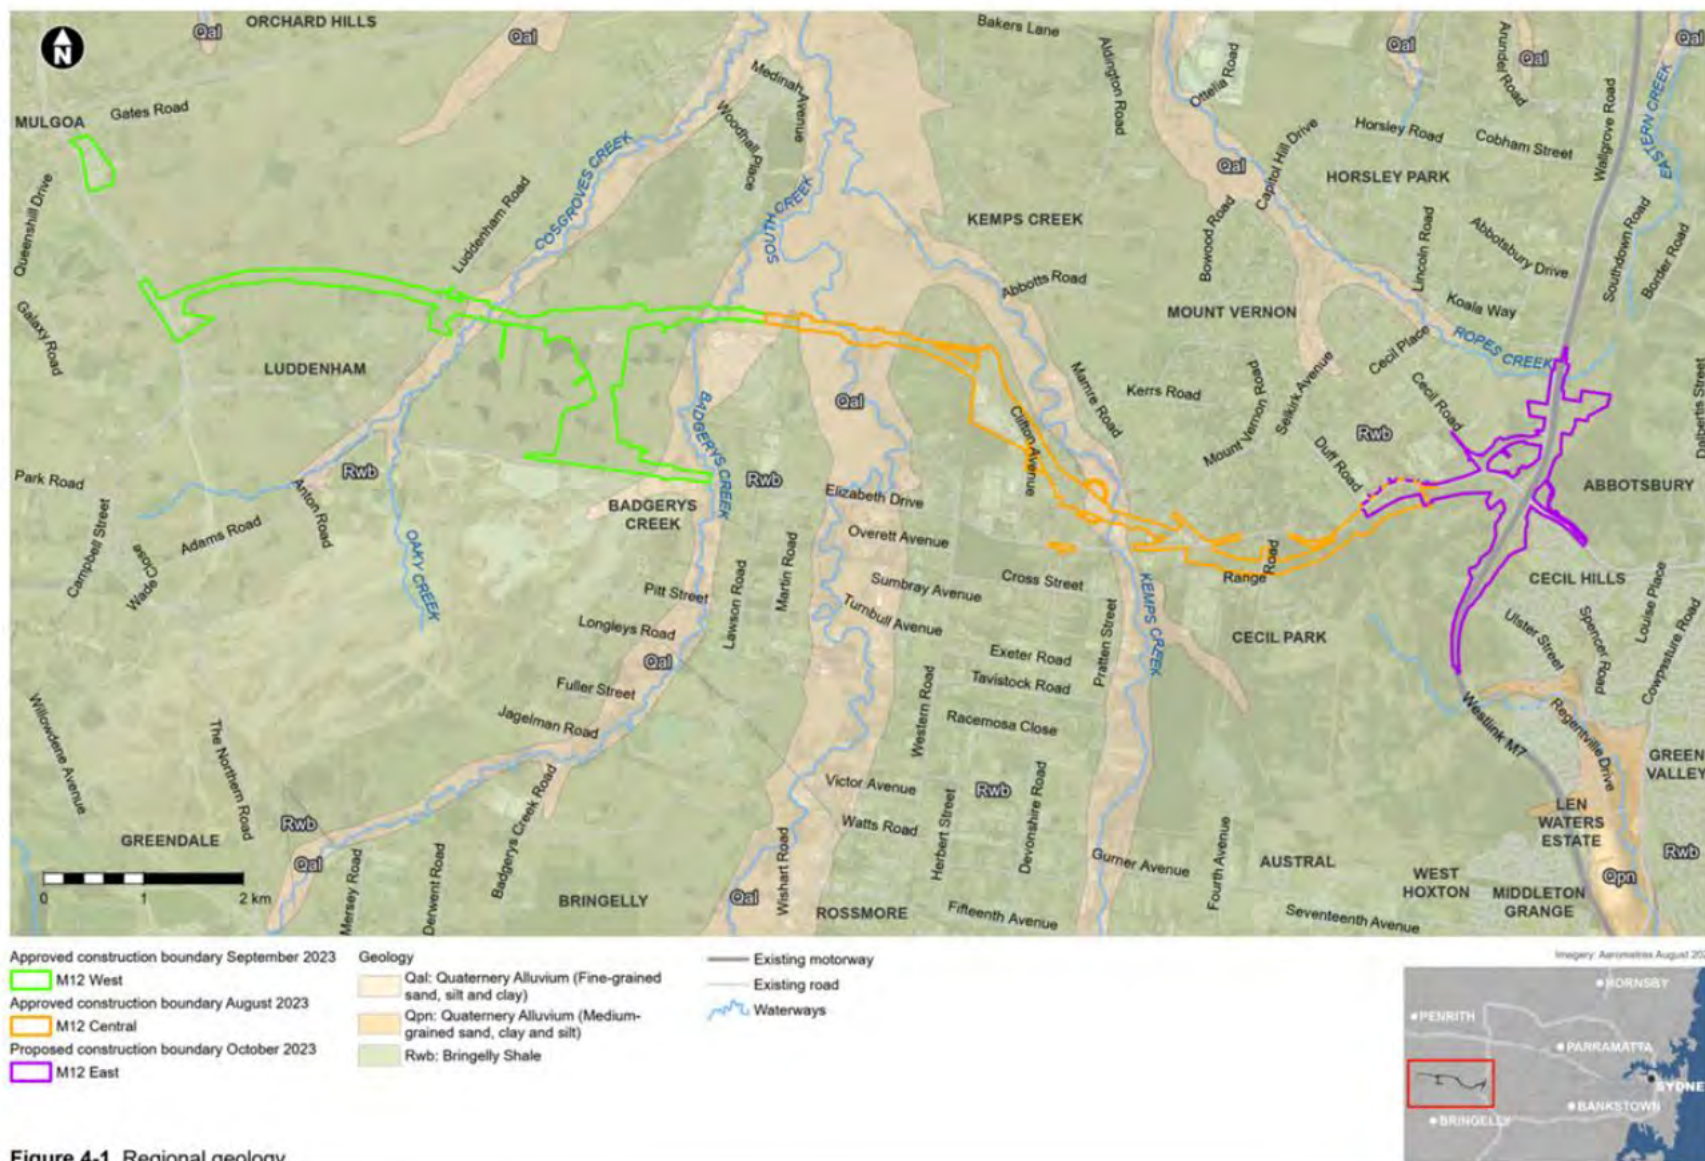 ORCHARD HILLS
Qal
Qal
N
MULGOA
Gates Road
Queenshill Drive
Galaxy Road
Luddenham Road
COSGROVES CREEK
Medinah Avenue
Woodhall Place
SOUTH CREEK
Bakers Lane
Aldington Road
Ottelia Road
Qal
Arundel Road
Qal
Qal
Wallgrove Road
EASTERN CREEK
Horsley Road
Cobham Street
Capitol Hill Drive
Qal
HORSLEY PARK
KEMPS CREEK
Bowood Road
Lincoln Road
Abbotsbury Drive
Southdown Road
Border Road
Abbotts Road
Koala Way
MOUNT VERNON
ROPES CREEK
Cecil Place
LUDDENHAM
Qal
BADGERYS CREEK
Mamre Road
Kerrs Road
Mount Vernon Road
Selkirk Avenue
Cecil Road
Delberts Street
Clifton Avenue
Duff Road
Rwb
Park Road
Rwb
Anton Road
Rwb
Elizabeth Drive
ABBOTSBURY
BADGERYS
CREEK
Campbell Street
Wade Close
Adams Road
OAKY CREEK
Overett Avenue
Martin Road
Lawson Road
Cross Street
Sumbray Avenue
Range Road
CECIL HILLS
Pitt Street
Turnbull Avenue
KEMPS CREEK
Louise Place
Longleys Road
Ulster Street
Spencer Road
Cowpasture Road
CECIL PARK
Qal
Exeter Road
Pratten Street
Tavistock Road
Fuller Street
Western Road
Racemosa Close
Jagelman Road
Willowdene Avenue
The Northern Road
Westlink M7
Regentville Drive
GREEN
VALLEY
Victor Avenue
Rwb
Badgerys Creek Road
Watts Road
Herbert Street
Devonshire Road
LEN
WATERS
ESTATE
Rwb
GREENDALE
Qal
Gurner Avenue
Fourth Avenue
AUSTRAL
Rwb
WEST
HOXTON
Qpn
0 1 2 km
Mersey Road
Derwent Road
BRINGELLY
Qal
Wishart Road
ROSSMORE
Fifteenth Avenue
Seventeenth Avenue
MIDDLETON
GRANGE
Imagery: Aerometrex August 202
Approved construction boundary September 2023
M12 West
Approved construction boundary August 2023
M12 Central
Proposed construction boundary October 2023
M12 East
Geology
Qal: Quaternery Alluvium (Fine-grained
sand, silt and clay)
Qpn: Quaternery Alluvium (Medium-
grained sand, clay and silt)
Rwb: Bringelly Shale
Existing motorway
Existing road
Waterways
HORNSBY
PENRITH
PARRAMATTA
SYDNE
BANKSTOWN
BRINGELLY
Figure 4-1 Regional geology